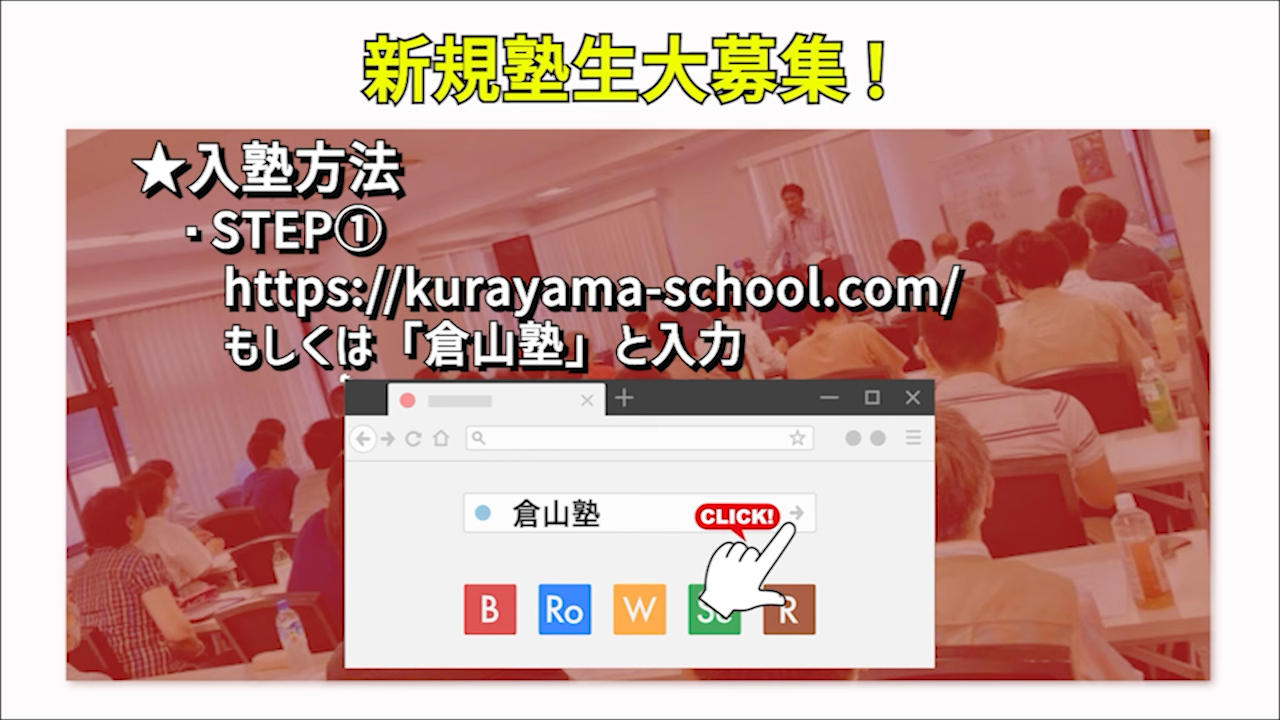 新規塾生大募集！
★入塾方法
・STEP①
https://kurayama-school.com/
もしくは「倉山塾」と入力
倉山塾
CLICK!
B Ro W R